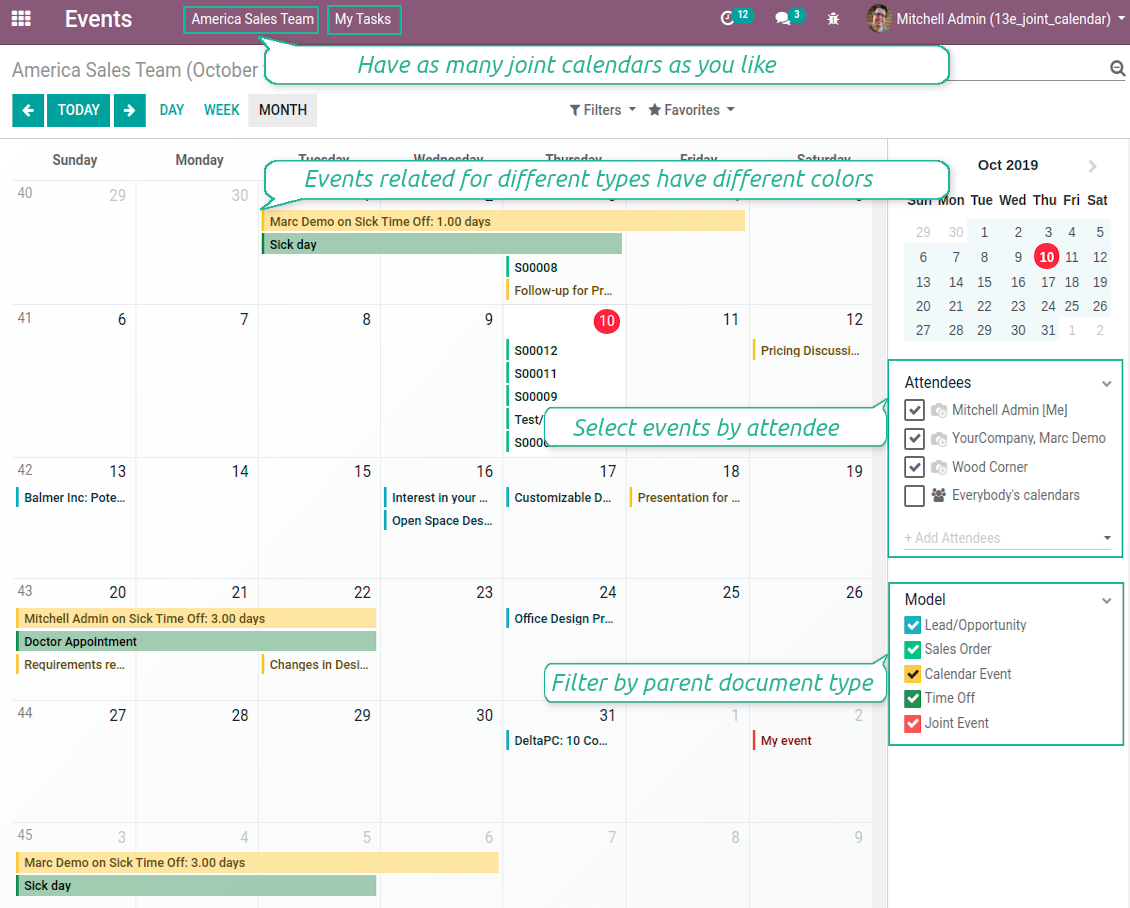 Events America Sales Team My Tasks 12 3 Mitchell Admin (13e_joint_calendar)
America Sales Team (October
Have as many joint calendars as you like
TODAY DAY WEEK MONTH Filters Favorites
Sunday Monday Tuesday Wednesday Thursday Friday Saturday
Events related for different types have different colors
40 29 30
Marc Demo on Sick Time Off: 1.00 days
Sick day
S00008
Follow-up for Pr...
41 6 7 8 9 10 11 12
S00012
Pricing Discussi...
S00011
S00009
Test/
S000
42 13 14 15 16 17 18 19
Balmer Inc: Pote... Interest in your ... Customizable D... Presentation for ...
Open Space Des...
43 20 21 22 23 24 25 26
Mitchell Admin on Sick Time Off: 3.00 days
Office Design Pr...
Doctor Appointment
Requirements re... Changes in Desi...
44 27 28 29 30 31 1 2
DeltaPC: 10 Co... My event
45 3 4 5 6 7 8 9
Marc Demo on Sick Time Off: 3.00 days
Sick day
Oct 2019
Sun Mon Tue Wed Thu Fri Sat
29 30 1 2 3 4 5
6 7 8 9 10 11 12
13 14 15 16 17 18 19
20 21 22 23 24 25 26
27 28 29 30 31 1 2
Attendees
Mitchell Admin [Me]
YourCompany, Marc Demo
Wood Corner
Everybody's calendars
+ Add Attendees
Select events by attendee
Model
Lead/Opportunity
Sales Order
Calendar Event
Time Off
Joint Event
Filter by parent document type